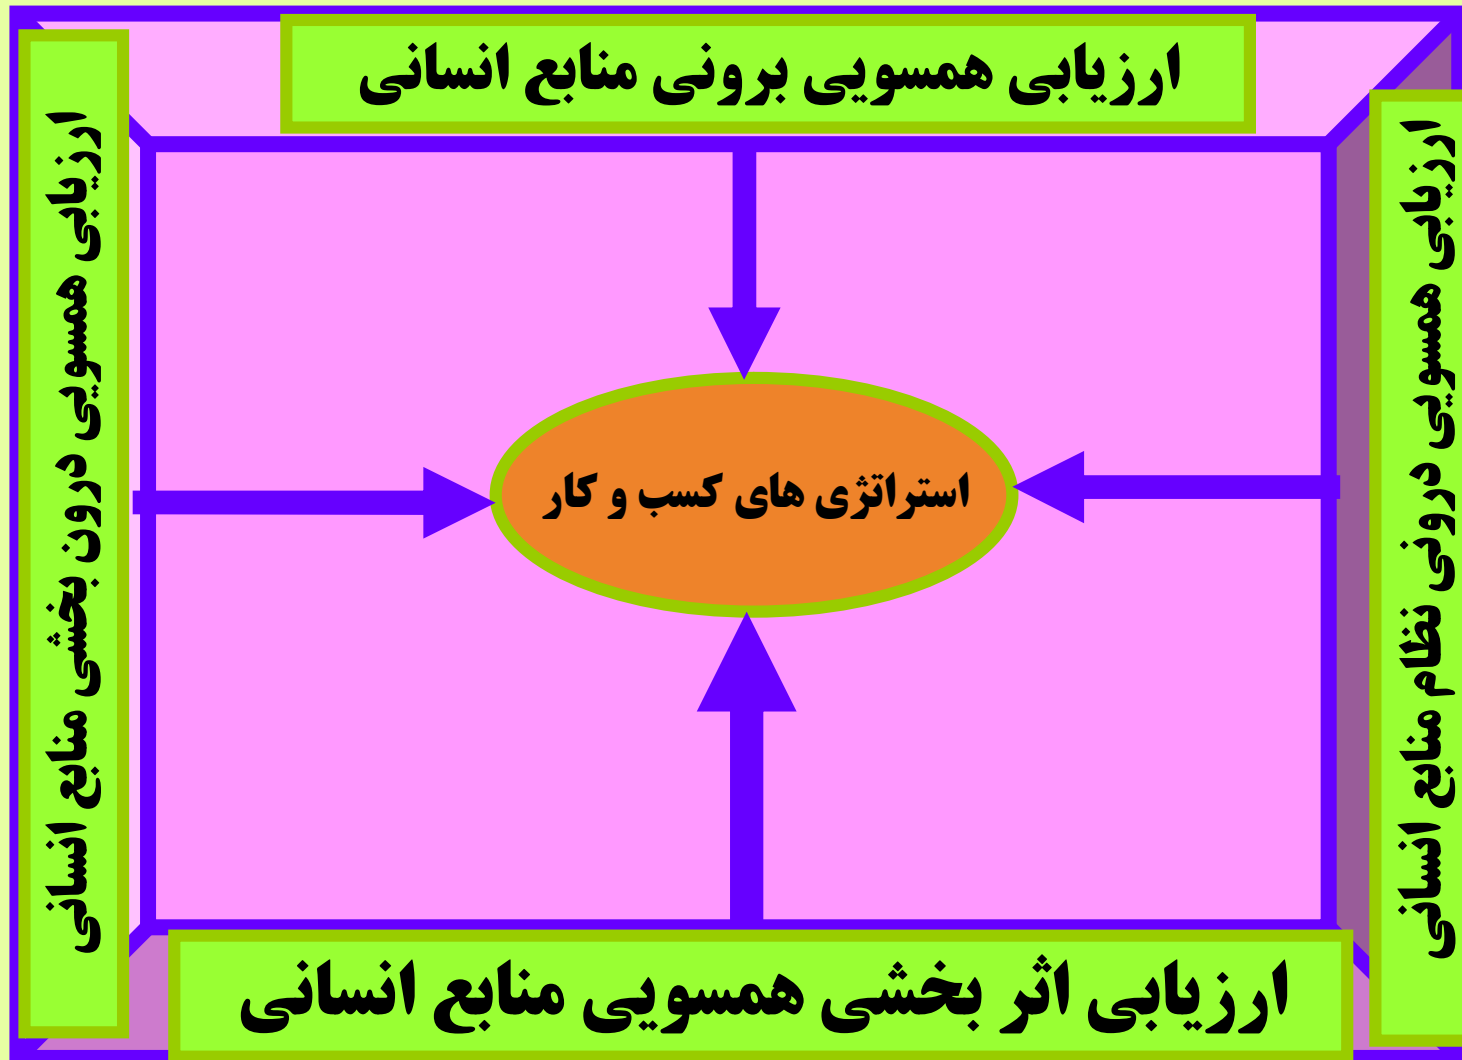 ارزیابی همسویی برونی منابع انسانی
ارزیابی همسویی درونی نظام منابع انسانی
استراتژی های کسب و کار
ارزیابی همسویی درون بخشی منابع انسانی
ارزیابی اثر بخشی همسویی منابع انسانی